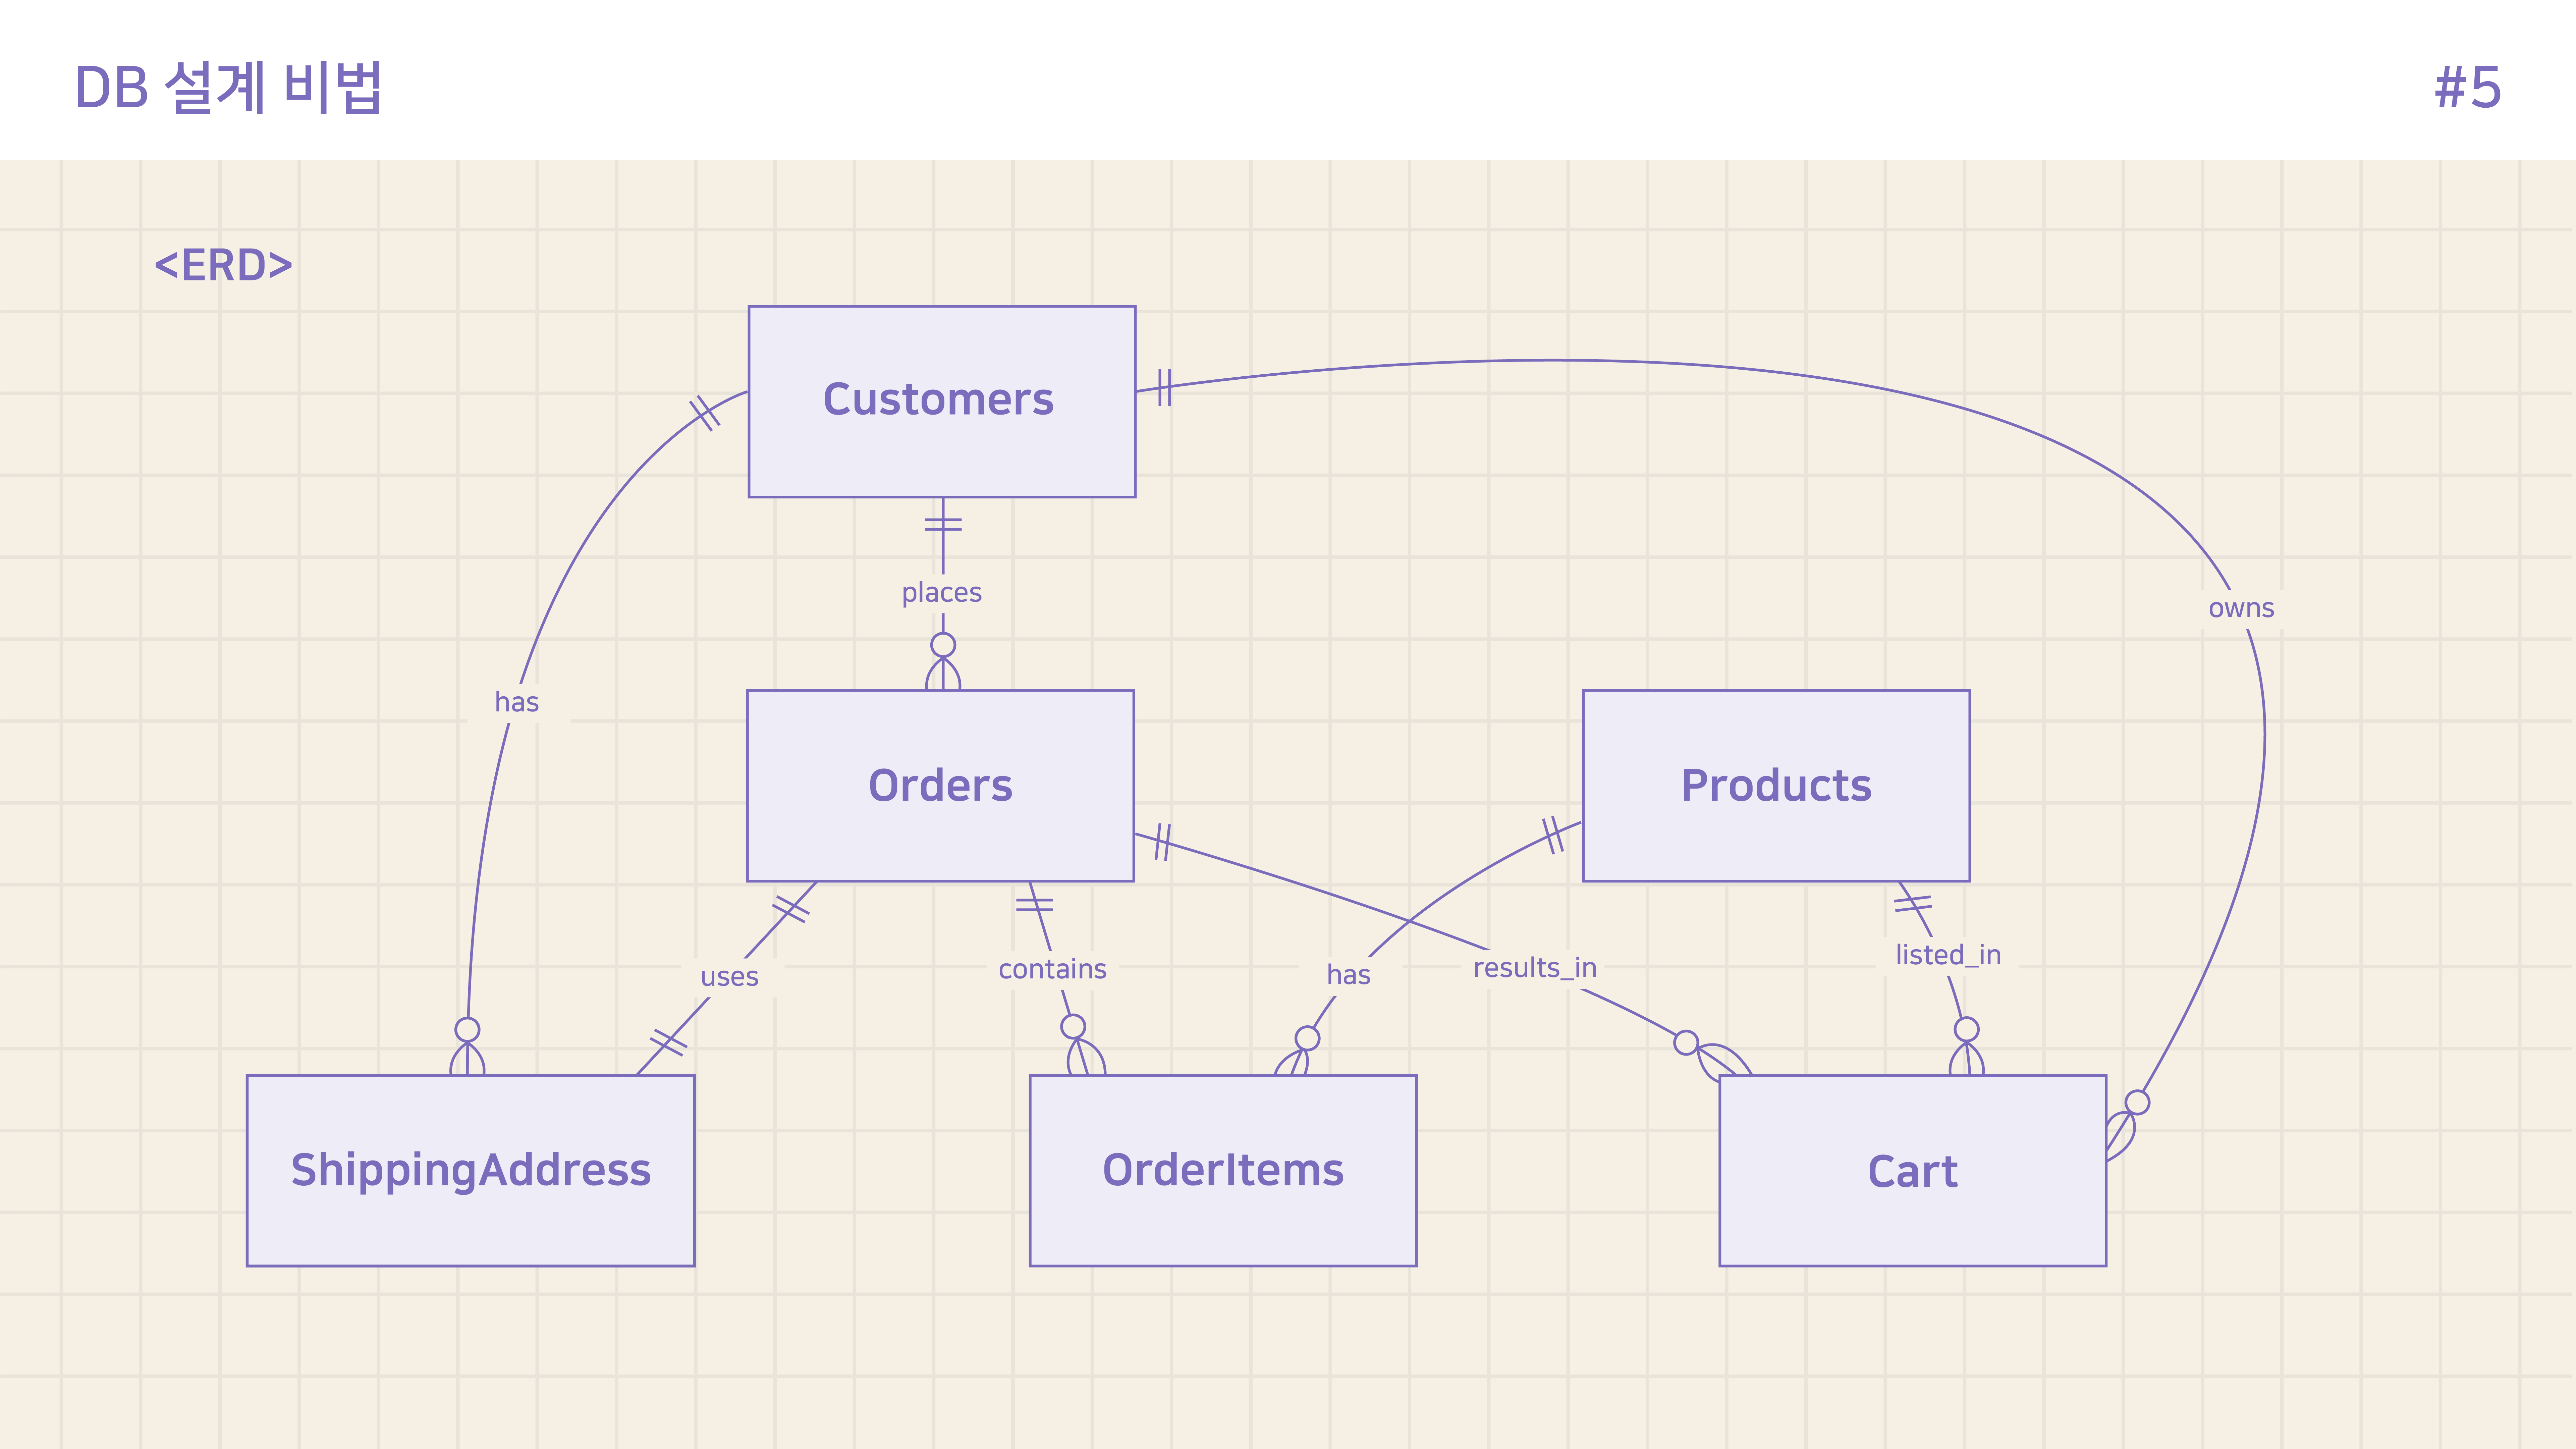 DB 설계 비법
#5
<ERD>
Customers
places
owns
has
Orders
Products
uses
contains
has
results_in
listed_in
ShippingAddress
OrderItems
Cart